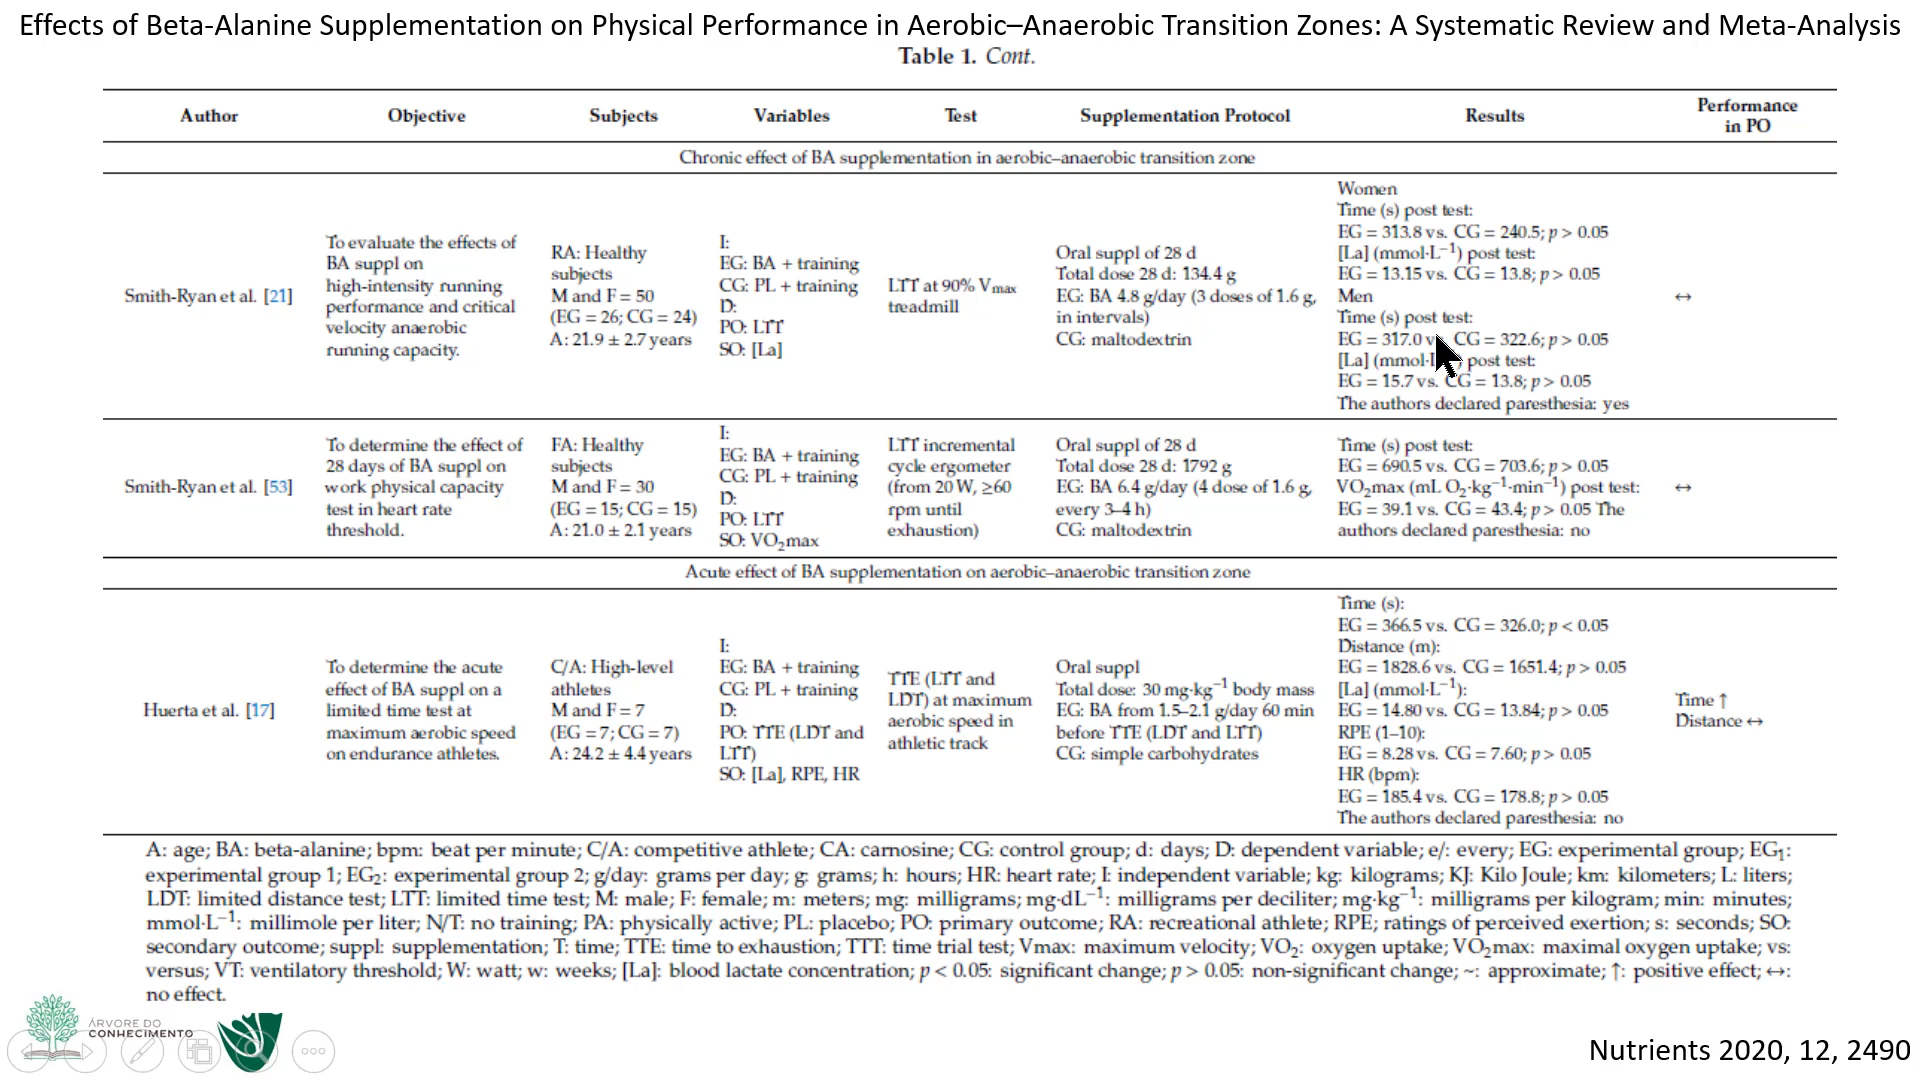 Effects of Beta-Alanine Supplementation on Physical Performance in Aerobic–Anaerobic Transition Zones: A Systematic Review and Meta-Analysis
Table 1. Cont.
Author
Objective
Subjects
Variables
Test
Supplementation Protocol
Results
Performance
in PO
Chronic effect of BA supplementation in aerobic–anaerobic transition zone
Smith-Ryan et al. [21]
To evaluate the effects of
BA suppl on
high-intensity running
performance and critical
velocity anaerobic
running capacity.
RA: Healthy
subjects
M and F = 50
(EG = 26; CG = 24)
A: 21.9 ± 2.7 years
I:
EG: BA + training
CG: PL + training
D:
PO: LTT
SO: [La]
LTT at 90% Vmax
treadmill
Oral suppl of 28 d
Total dose 28 d: 134.4 g
EG: BA 4.8 g/day (3 doses of 1.6 g,
in intervals)
CG: maltodextrin
Women
Time (s) post test:
EG = 313.8 vs. CG = 240.5; p > 0.05
[La] (mmol·L⁻¹) post test:
EG = 13.15 vs. CG = 13.8; p > 0.05
Men
Time (s) post test:
EG = 317.0 CG = 322.6; p > 0.05
[La] post test:
EG = 15.7 vs. CG = 13.8; p > 0.05
The authors declared paresthesia: yes
↔
Smith-Ryan et al. [53]
To determine the effect of
28 days of BA suppl on
work physical capacity
test in heart rate
threshold.
FA: Healthy
subjects
M and F = 30
(EG = 15; CG = 15)
A: 21.0 ± 2.1 years
I:
EG: BA + training
CG: PL + training
D:
PO: LTT
SO: VO₂max
LTT incremental
cycle ergometer
(from 20 W, ≥60
rpm until
exhaustion)
Oral suppl of 28 d
Total dose 28 d: 1792 g
EG: BA 6.4 g/day (4 dose of 1.6 g,
every 3–4 h)
CG: maltodextrin
Time (s) post test:
EG = 690.5 vs. CG = 703.6; p > 0.05
VO₂max (mL O₂·kg⁻¹·min⁻¹) post test:
EG = 39.1 vs. CG = 43.4; p > 0.05 The
authors declared paresthesia: no
↔
Acute effect of BA supplementation on aerobic–anaerobic transition zone
Huerta et al. [17]
To determine the acute
effect of BA suppl on a
limited time test at
maximum aerobic speed
on endurance athletes.
C/A: High-level
athletes
M and F = 7
(EG = 7; CG = 7)
A: 24.2 ± 4.4 years
I:
EG: BA + training
CG: PL + training
D:
PO: TTE (LDT and
LTT)
SO: [La], RPE, HR
TTE (LTT and
LDT) at maximum
aerobic speed in
athletic track
Oral suppl
Total dose: 30 mg·kg⁻¹ body mass
EG: BA from 1.5–2.1 g/day 60 min
before TTE (LDT and LTT)
CG: simple carbohydrates
Time (s):
EG = 366.5 vs. CG = 326.0; p < 0.05
Distance (m):
EG = 1828.6 vs. CG = 1651.4; p > 0.05
[La] (mmol·L⁻¹):
EG = 14.80 vs. CG = 13.84; p > 0.05
RPE (1–10):
EG = 8.28 vs. CG = 7.60; p > 0.05
HR (bpm):
EG = 185.4 vs. CG = 178.8; p > 0.05
The authors declared paresthesia: no
Time ↑
Distance ↔
A: age; BA: beta-alanine; bpm: beat per minute; C/A: competitive athlete; CA: carnosine; CG: control group; d: days; D: dependent variable; e/: every; EG: experimental group; EG₁:
experimental group 1; EG₂: experimental group 2; g/day: grams per day; g: grams; h: hours; HR: heart rate; I: independent variable; kg: kilograms; KJ: Kilo Joule; km: kilometers; L: liters;
LDT: limited distance test; LTT: limited time test; M: male; F: female; m: meters; mg: milligrams; mg·dL⁻¹: milligrams per deciliter; mg·kg⁻¹: milligrams per kilogram; min: minutes;
mmol·L⁻¹: millimole per liter; N/T: no training; PA: physically active; PL: placebo; PO: primary outcome; RA: recreational athlete; RPE; ratings of perceived exertion; s: seconds; SO:
secondary outcome; suppl: supplementation; T: time; TTE: time to exhaustion; TTT: time trial test; Vmax: maximum velocity; VO₂: oxygen uptake; VO₂max: maximal oxygen uptake; vs:
versus; VT: ventilatory threshold; W: watt; w: weeks; [La]: blood lactate concentration; p < 0.05: significant change; p > 0.05: non-significant change; ~: approximate; ↑: positive effect; ↔:
no effect.
ÁRVORE DO
CONHECIMENTO
Nutrients 2020, 12, 2490